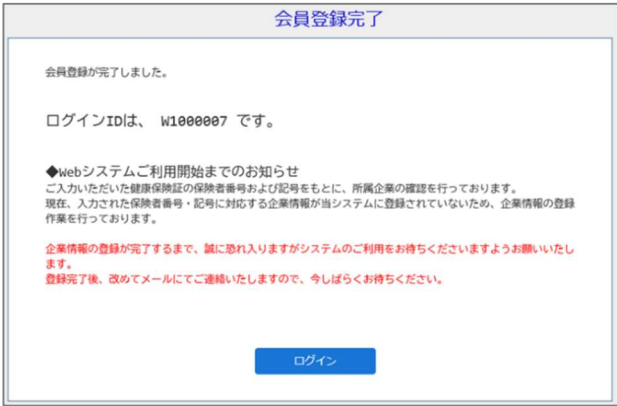 会員登録完了
会員登録が完了しました。
ログインIDは、 W1000007 です。
◆Webシステムご利用開始までのお知らせ
ご入力いただいた健康保険証の保険者番号および記号をもとに、所属企業の確認を行っております。
現在、入力された保険者番号・記号に対応する企業情報が当システムに登録されていないため、企業情報の登録
作業を行っております。
企業情報の登録が完了するまで、誠に恐れ入りますがシステムのご利用をお待ちくださいますようお願いいたし
ます。
登録完了後、改めてメールにてご連絡いたしますので、今しばらくお待ちください。
ログイン